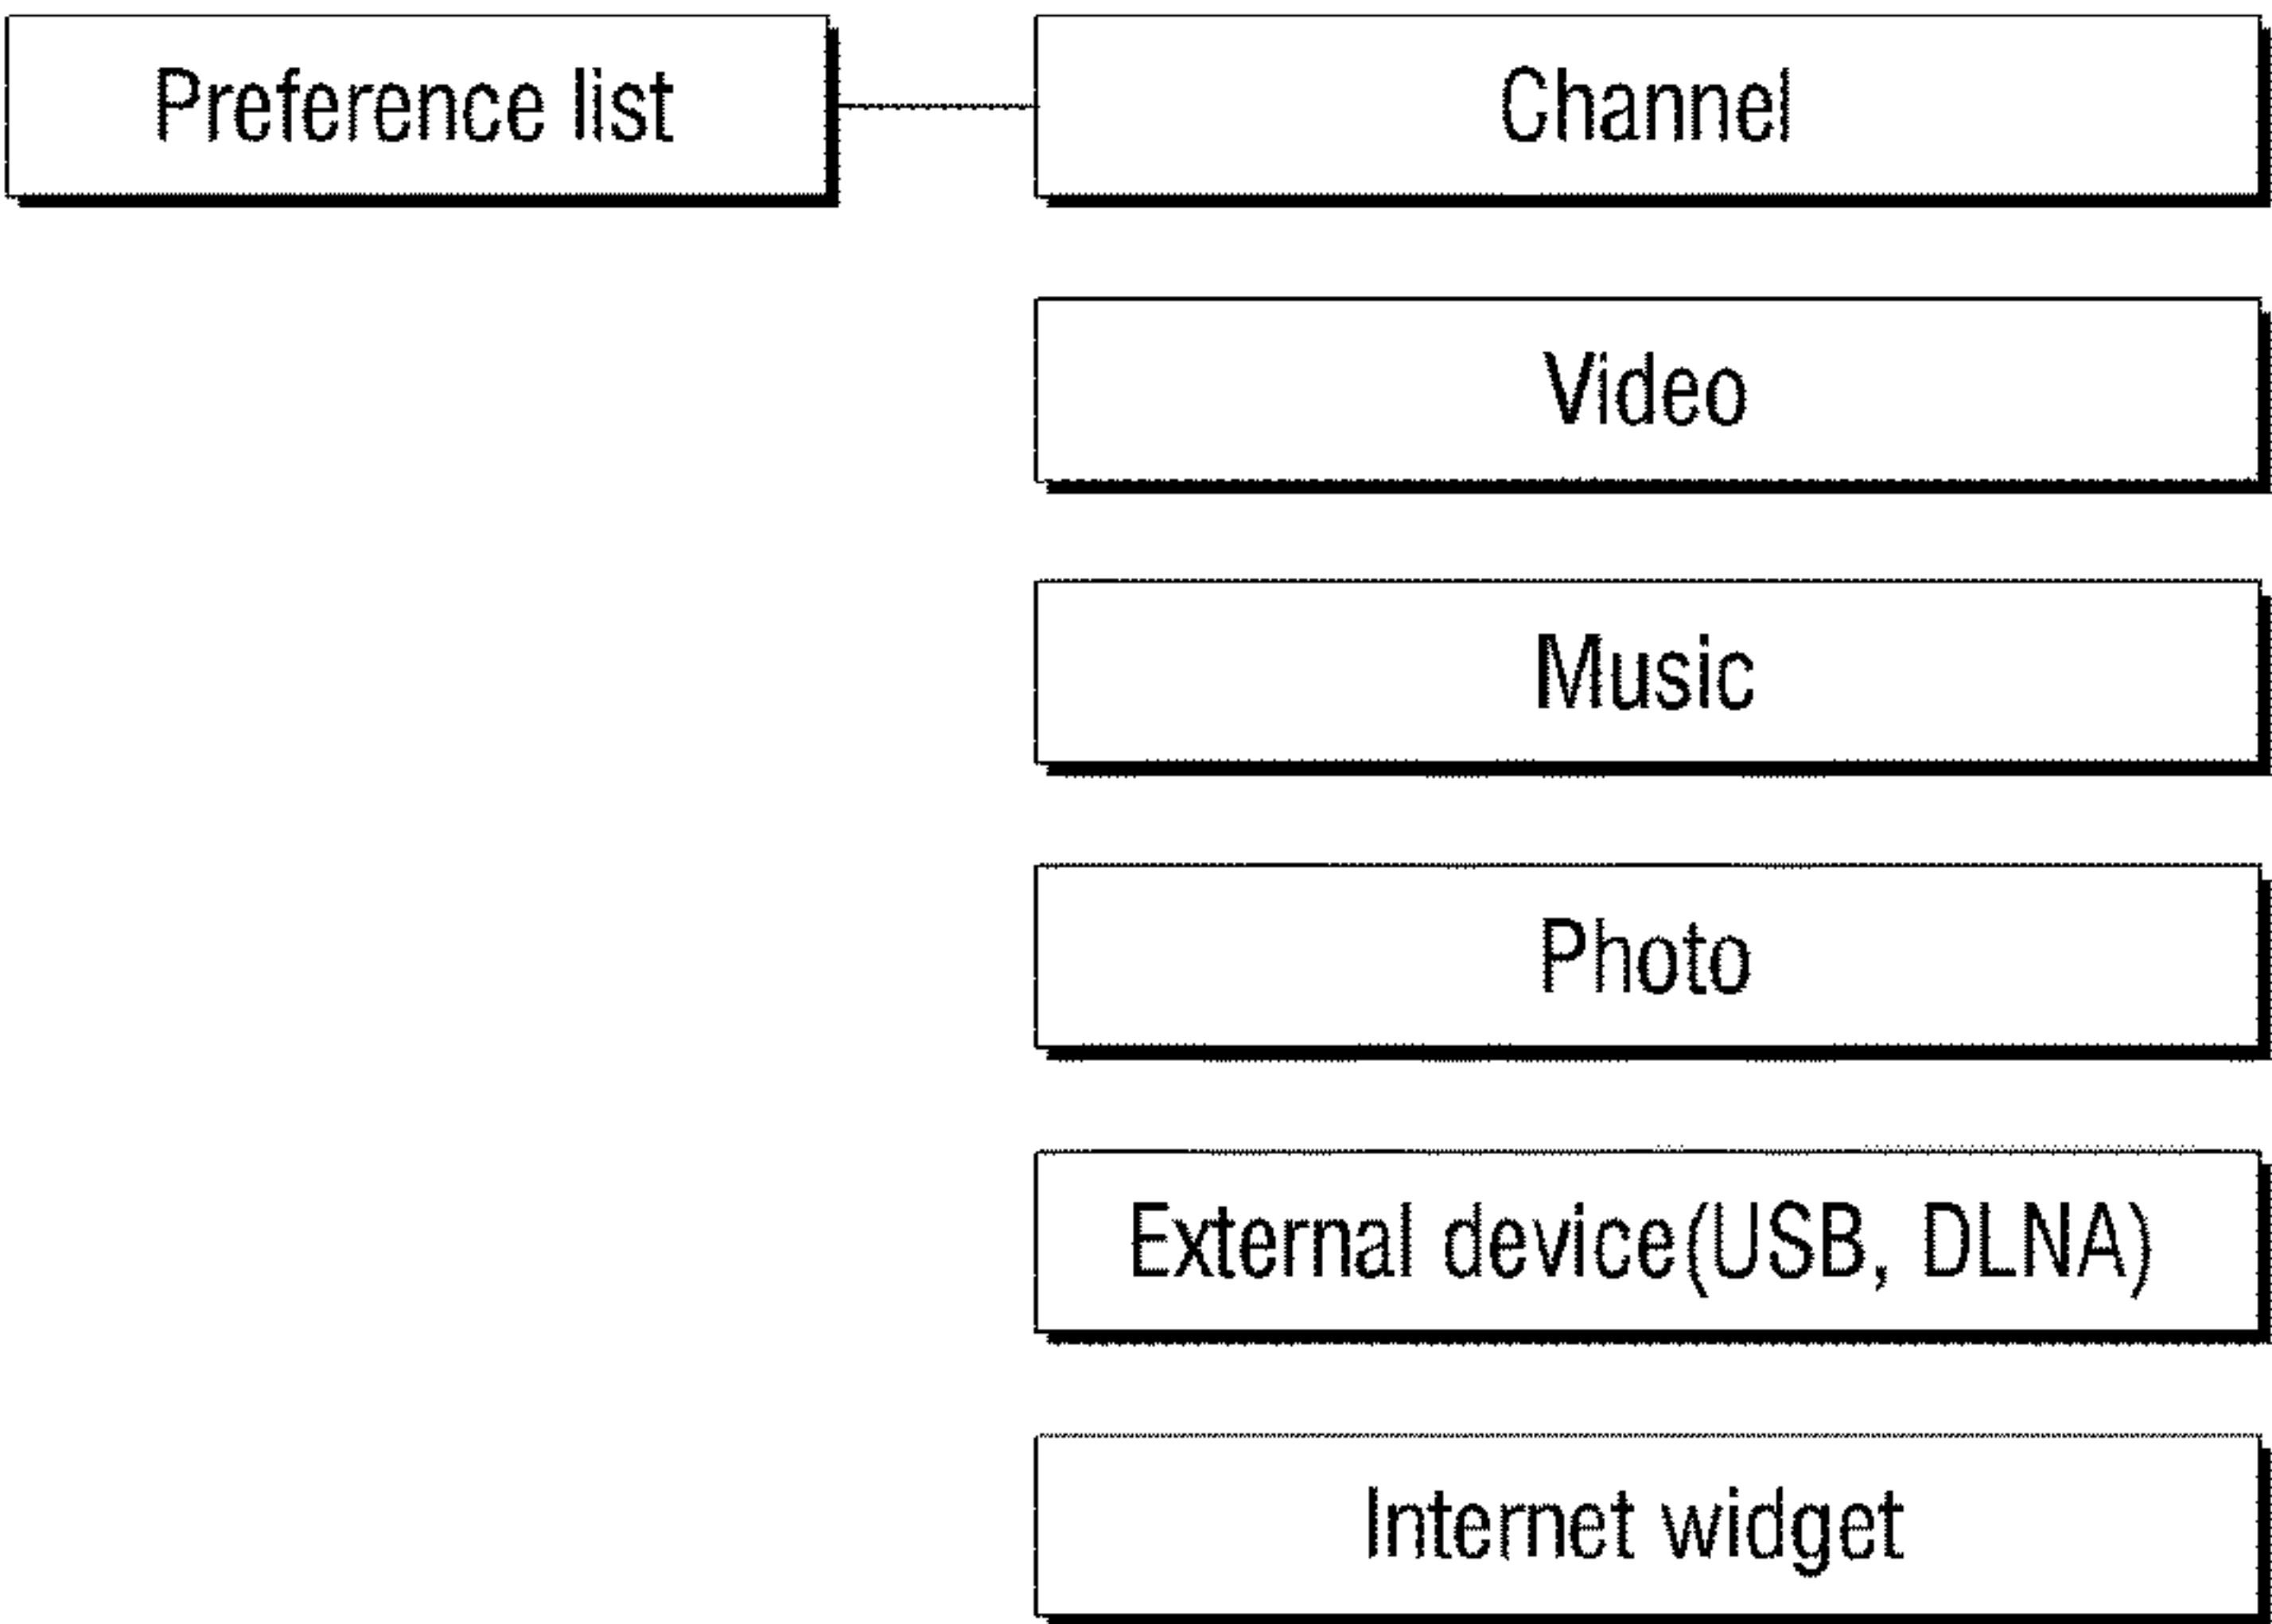 Preference list
Channel
Video
Music
Photo
External device(USB, DLNA)
Internet widget